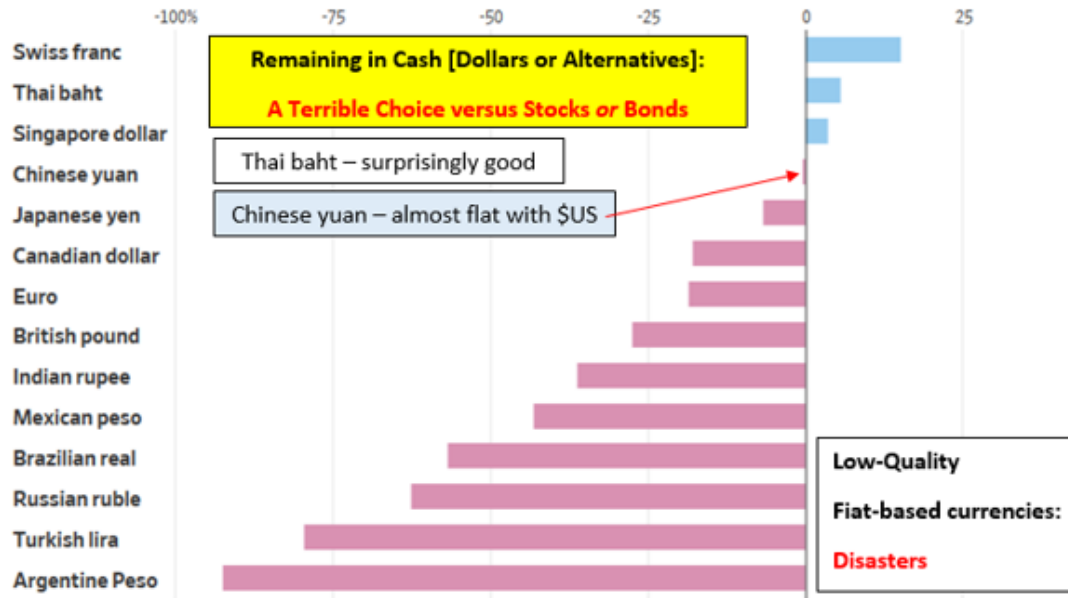 -100% -75 -50 -25 0 25
Swiss franc
Remaining in Cash [Dollars or Alternatives]:
A Terrible Choice versus Stocks or Bonds
Thai baht
Singapore dollar
Thai baht – surprisingly good
Chinese yuan
Chinese yuan – almost flat with $US
Japanese yen
Canadian dollar
Euro
British pound
Indian rupee
Mexican peso
Brazilian real
Russian ruble
Turkish lira
Argentine Peso
Low-Quality
Fiat-based currencies:
Disasters